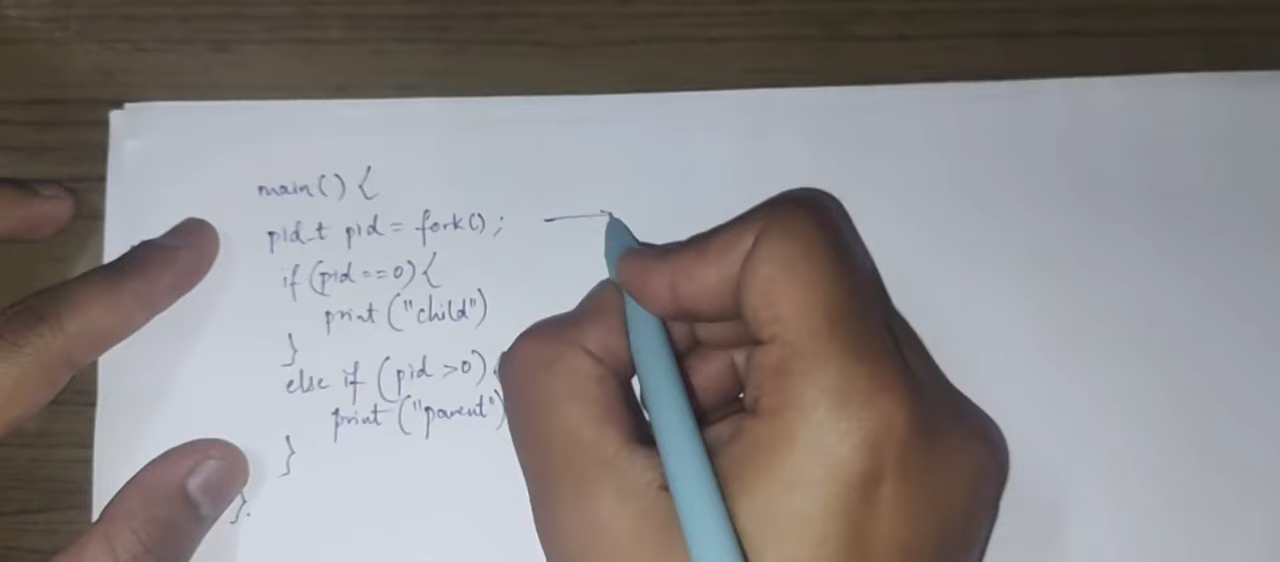 main() {
pid_t pid = fork();
if (pid==0) {
print ("child")
}
else if (pid >0) {
print ("parent")
}
}.